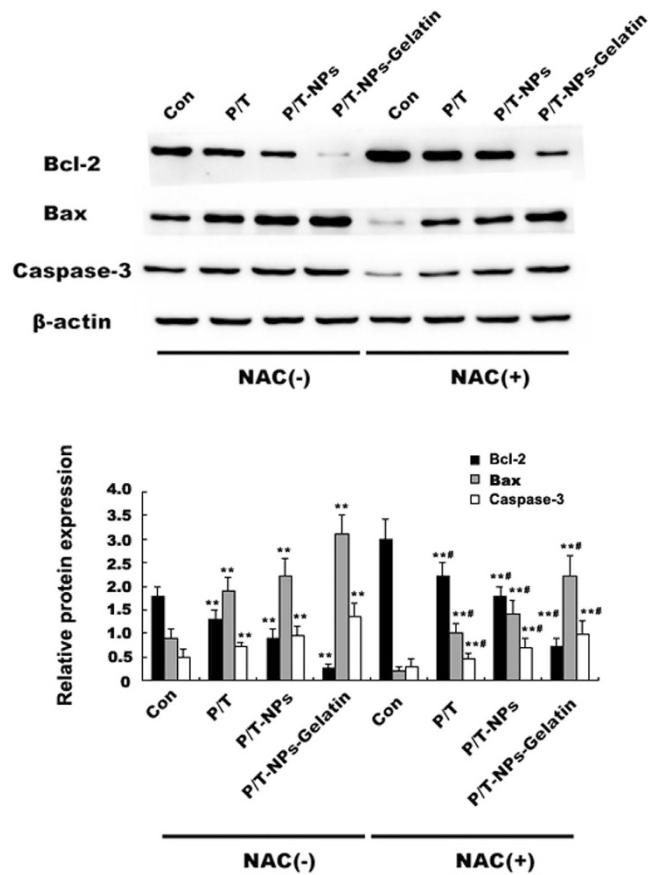 Con P/T P/T-NPs P/T-NPs-Gelatin Con P/T P/T-NPs P/T-NPs-Gelatin
Bcl-2
Bax
Caspase-3
β-actin
NAC(-) NAC(+)
Relative protein expression
Bcl-2
Bax
Caspase-3
4.0
3.5
3.0
2.5
2.0
1.5
1.0
0.5
0
** ** ** ** ** ** ** ** ** ** **# **# **# **# **# **# **# **# **#
Con P/T P/T-NPs P/T-NPs-Gelatin Con P/T P/T-NPs P/T-NPs-Gelatin
NAC(-) NAC(+)